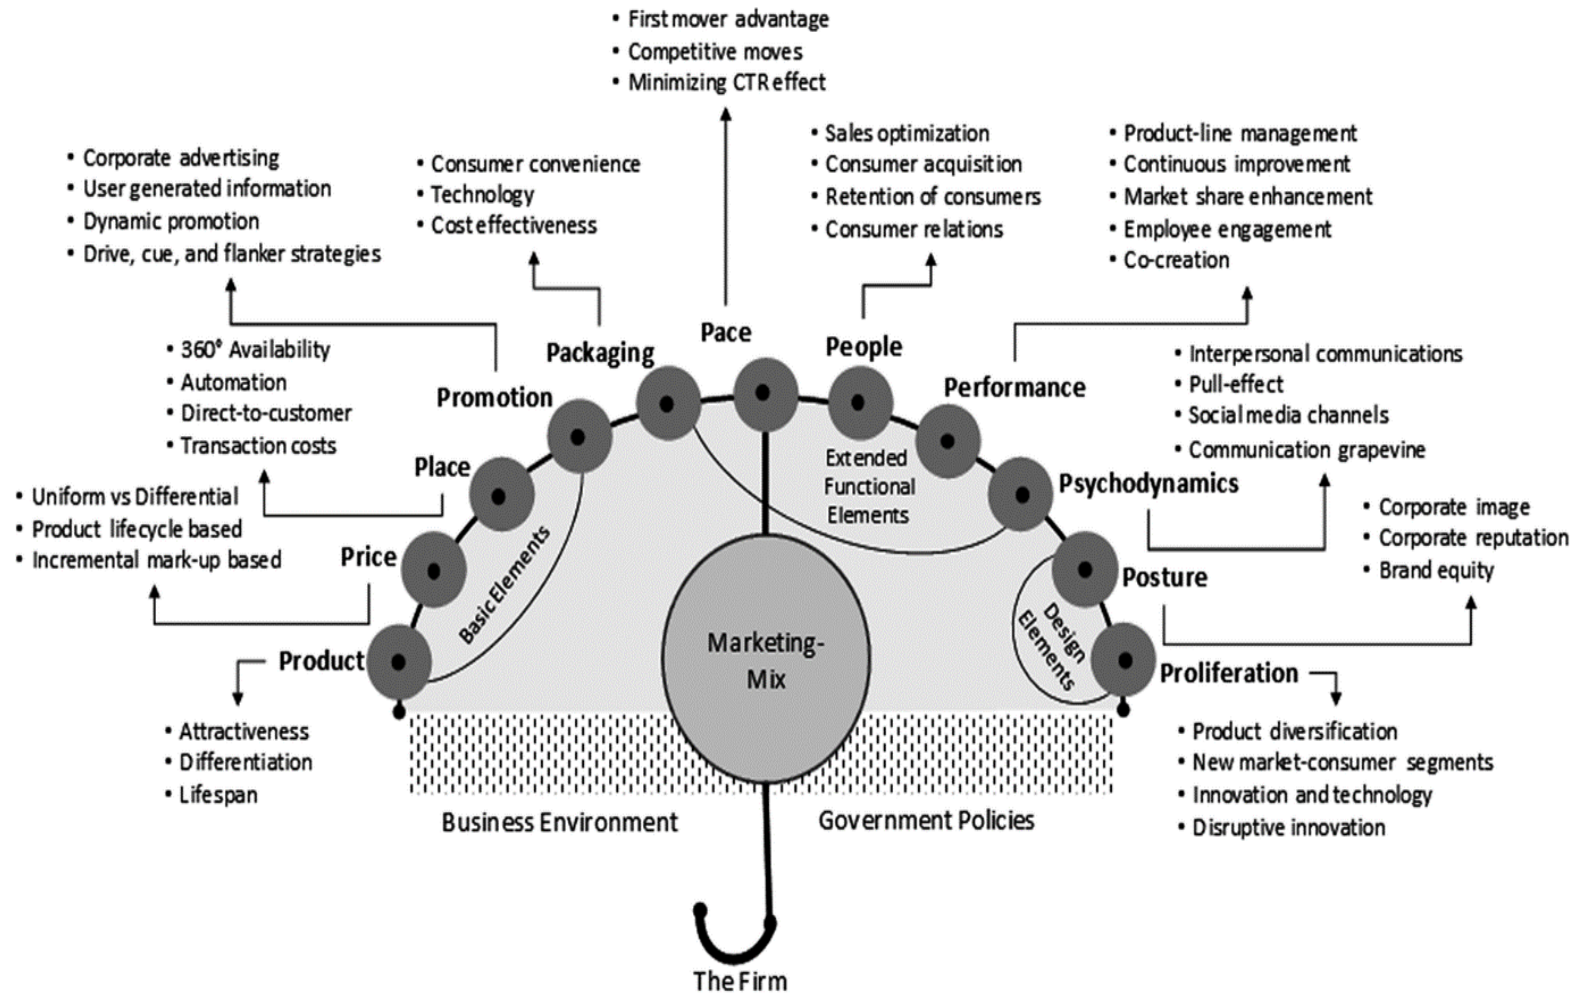 • First mover advantage
• Competitive moves
• Minimizing CTR effect
• Corporate advertising
• User generated information
• Dynamic promotion
• Drive, cue, and flanker strategies
• Consumer convenience
• Technology
• Cost effectiveness
• Sales optimization
• Consumer acquisition
• Retention of consumers
• Consumer relations
• Product-line management
• Continuous improvement
• Market share enhancement
• Employee engagement
• Co-creation
Pace
People
Packaging
Performance
Promotion
• 360° Availability
• Automation
• Direct-to-customer
• Transaction costs
• Interpersonal communications
• Pull-effect
• Social media channels
• Communication grapevine
Place
Psychodynamics
Extended
Functional
Elements
• Uniform vs Differential
• Product lifecycle based
• Incremental mark-up based
• Corporate image
• Corporate reputation
• Brand equity
Price
Posture
Basic Elements
Design
Elements
Marketing-
Mix
Product
Proliferation
• Attractiveness
• Differentiation
• Lifespan
• Product diversification
• New market-consumer segments
• Innovation and technology
• Disruptive innovation
Business Environment
Government Policies
The Firm